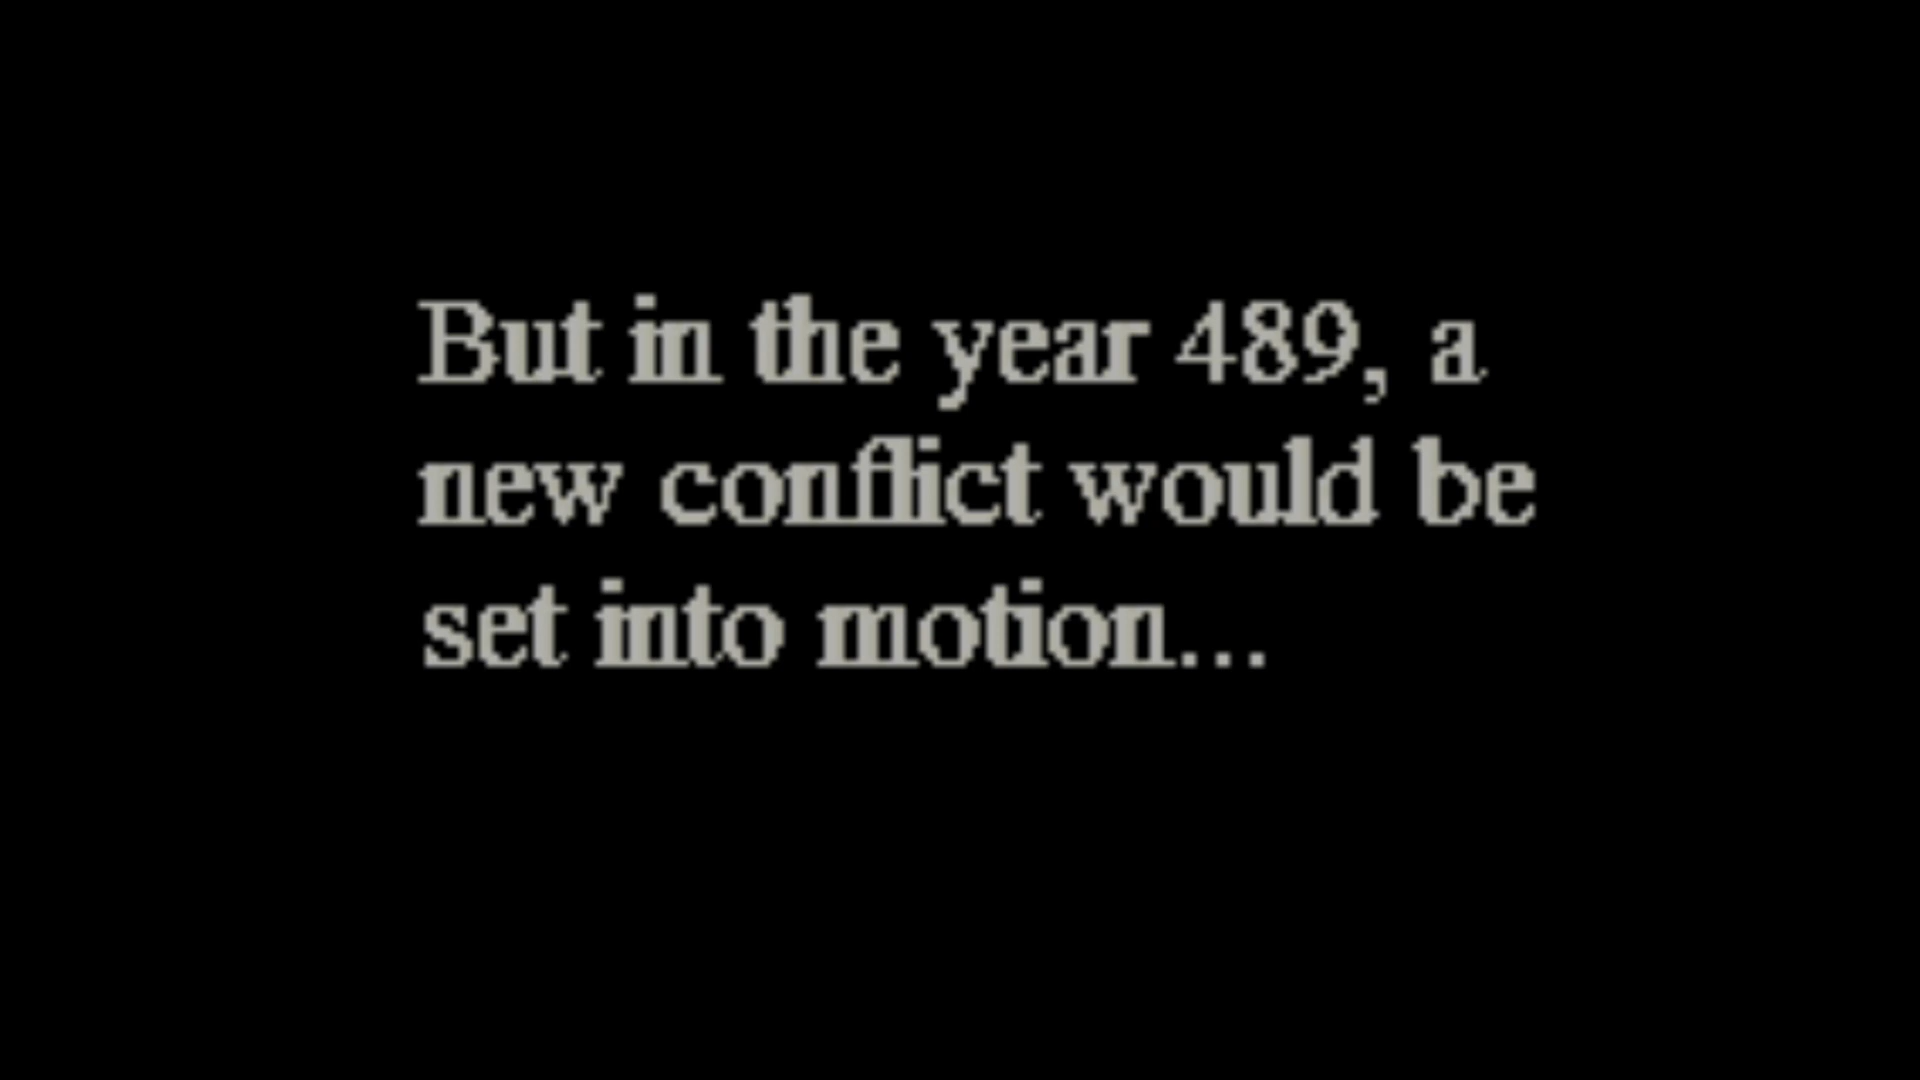 But in the year 489, a
new conflict would be
set into motion...